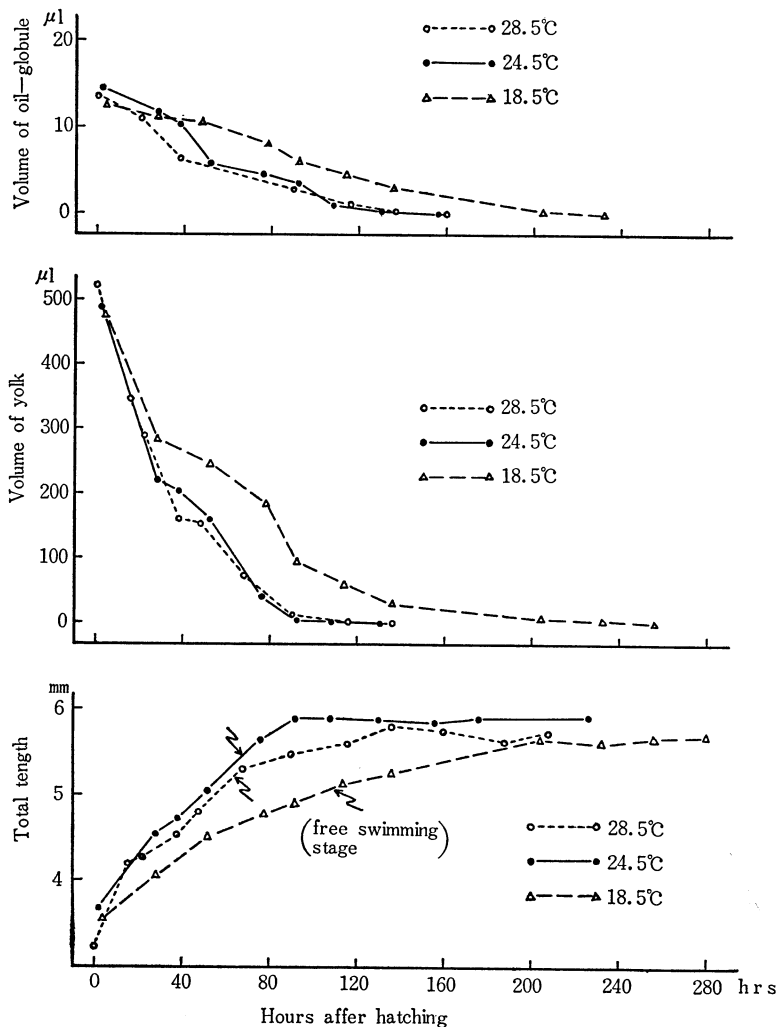 μl
20
10
0
Volume of oil-globule
28.5℃
24.5℃
18.5℃
μl
500
400
300
200
100
0
Volume of yolk
28.5℃
24.5℃
18.5℃
mm
6
5
4
Total tength
(free swimming
stage)
28.5℃
24.5℃
18.5℃
0 40 80 120 160 200 240 280 hrs
Hours after hatching